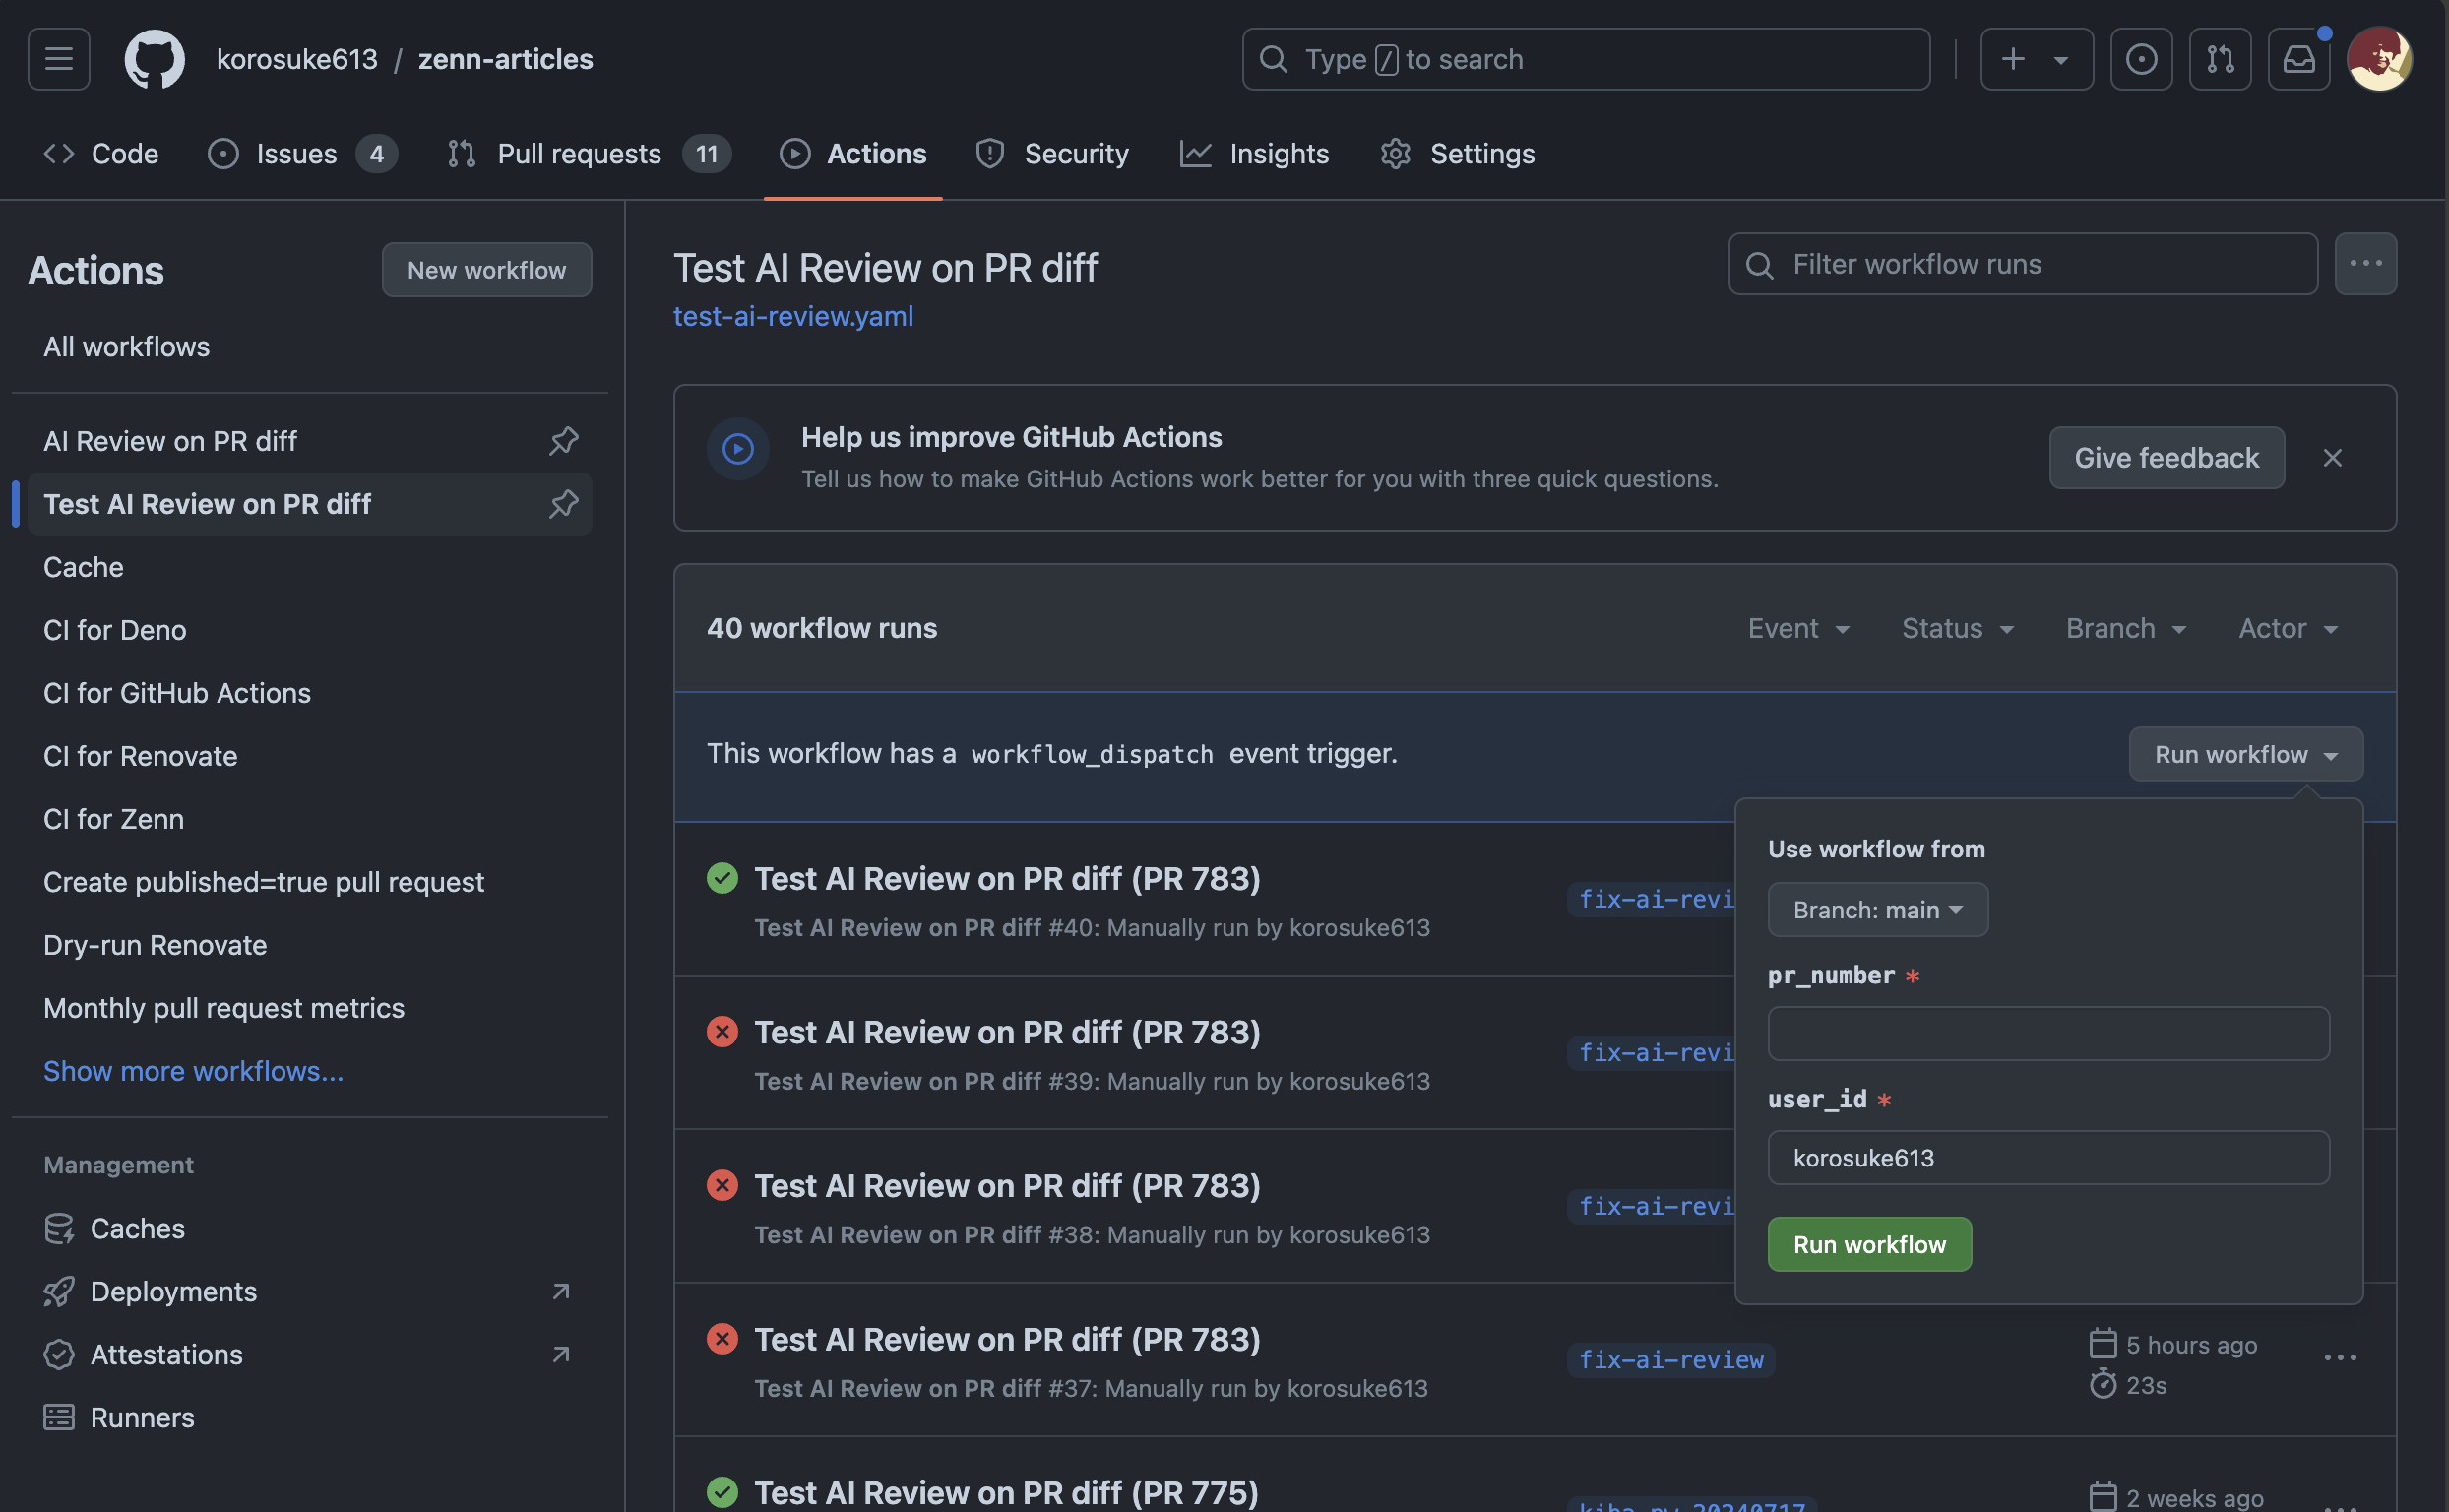 korosuke613 / zenn-articles
Type / to search
Code
Issues 4
Pull requests 11
Actions
Security
Insights
Settings
Actions
New workflow
All workflows
AI Review on PR diff
Test AI Review on PR diff
Cache
CI for Deno
CI for GitHub Actions
CI for Renovate
CI for Zenn
Create published=true pull request
Dry-run Renovate
Monthly pull request metrics
Show more workflows...
Management
Caches
Deployments
Attestations
Runners
Test AI Review on PR diff
test-ai-review.yaml
Filter workflow runs
Help us improve GitHub Actions
Tell us how to make GitHub Actions work better for you with three quick questions.
Give feedback
40 workflow runs
Event
Status
Branch
Actor
This workflow has a workflow_dispatch event trigger.
Run workflow
Use workflow from
Branch: main
pr_number *
user_id *
korosuke613
Run workflow
Test AI Review on PR diff (PR 783)
Test AI Review on PR diff #40: Manually run by korosuke613
fix-ai-revi
Test AI Review on PR diff (PR 783)
Test AI Review on PR diff #39: Manually run by korosuke613
fix-ai-revi
Test AI Review on PR diff (PR 783)
Test AI Review on PR diff #38: Manually run by korosuke613
fix-ai-revi
Test AI Review on PR diff (PR 783)
Test AI Review on PR diff #37: Manually run by korosuke613
fix-ai-review
5 hours ago
23s
Test AI Review on PR diff (PR 775)
2 weeks ago